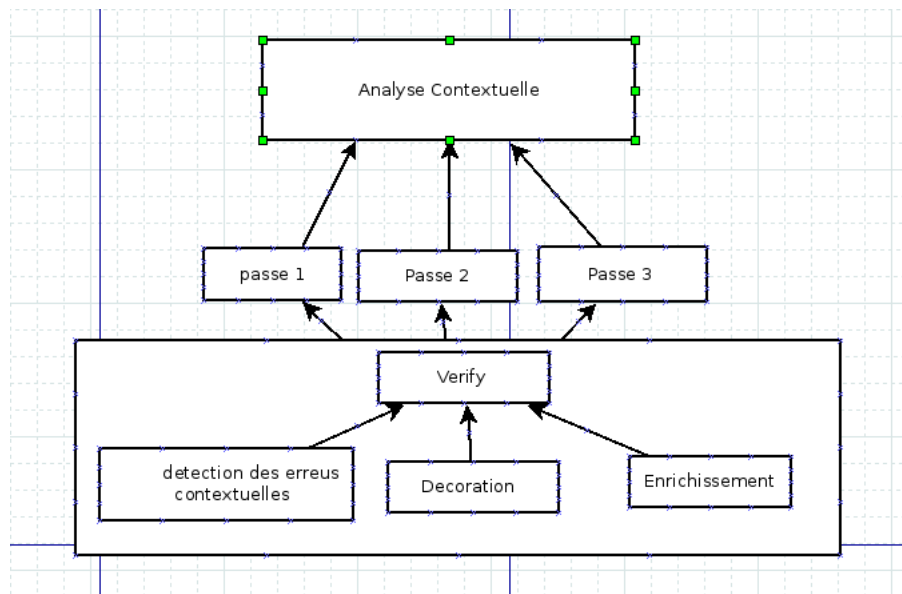 Analyse Contextuelle
passe 1
Passe 2
Passe 3
Verify
detection des erreus
contextuelles
Decoration
Enrichissement